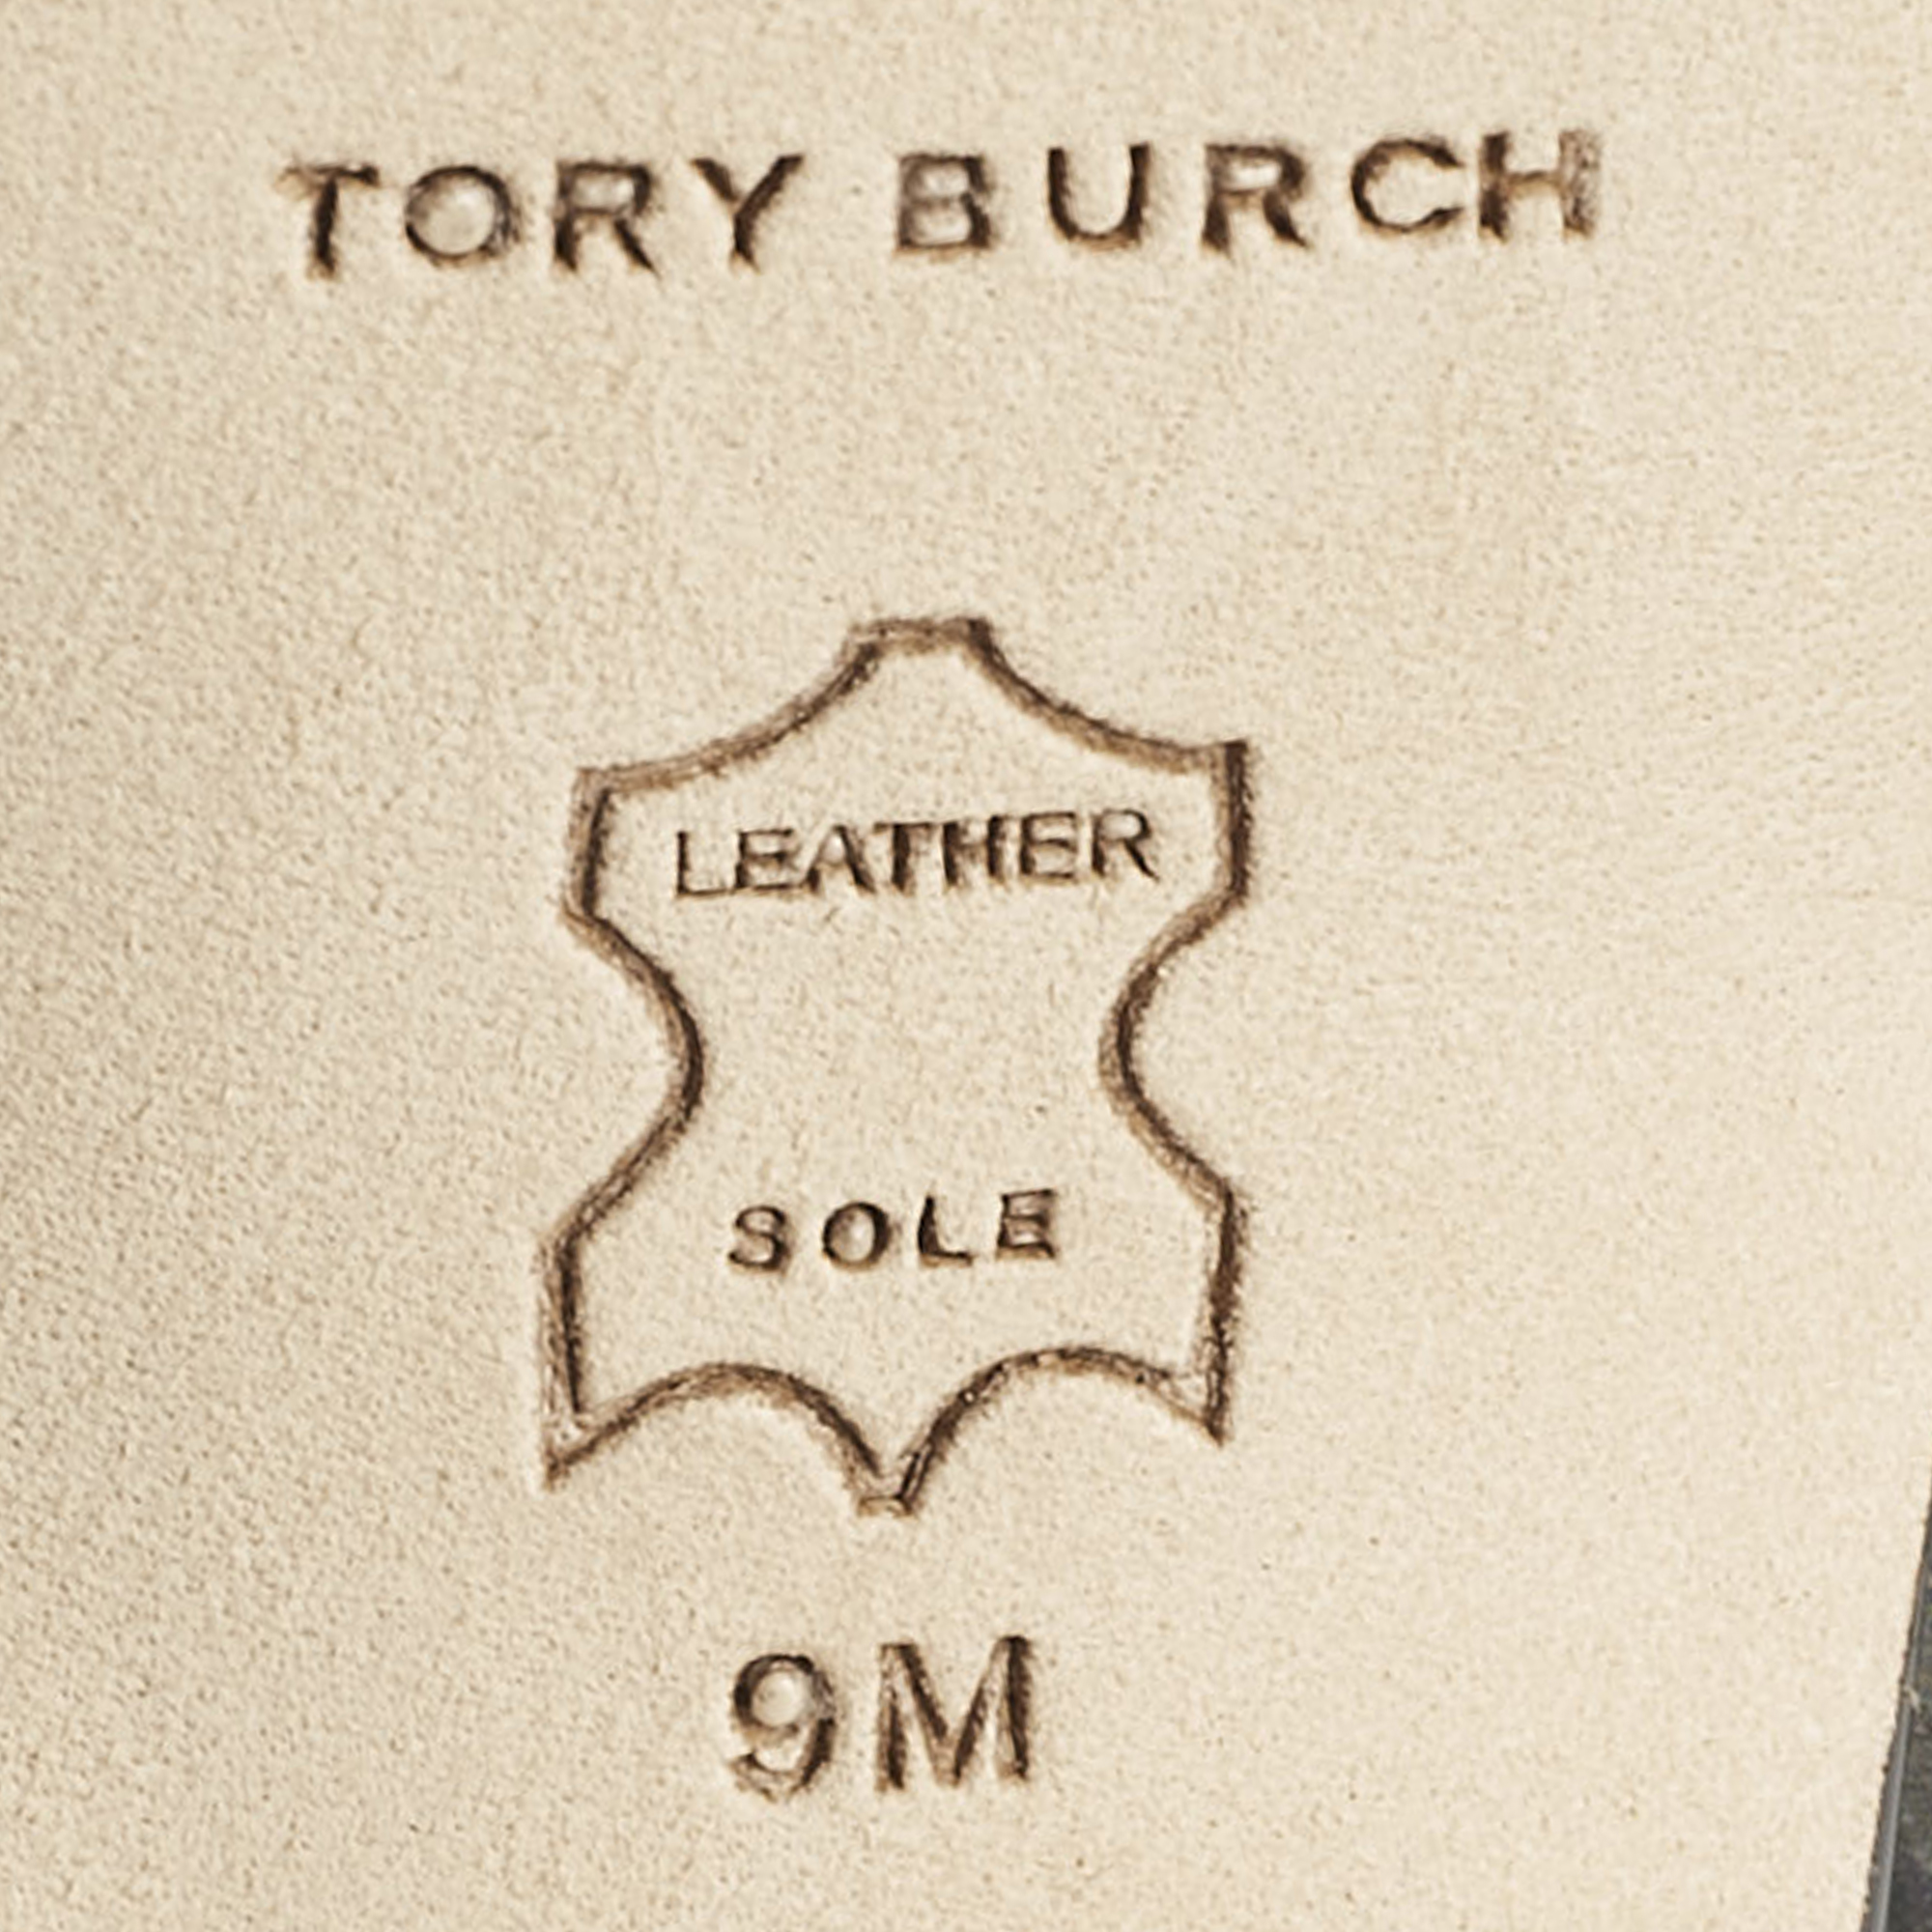 TORY BURCH
LEATHER
SOLE
9M